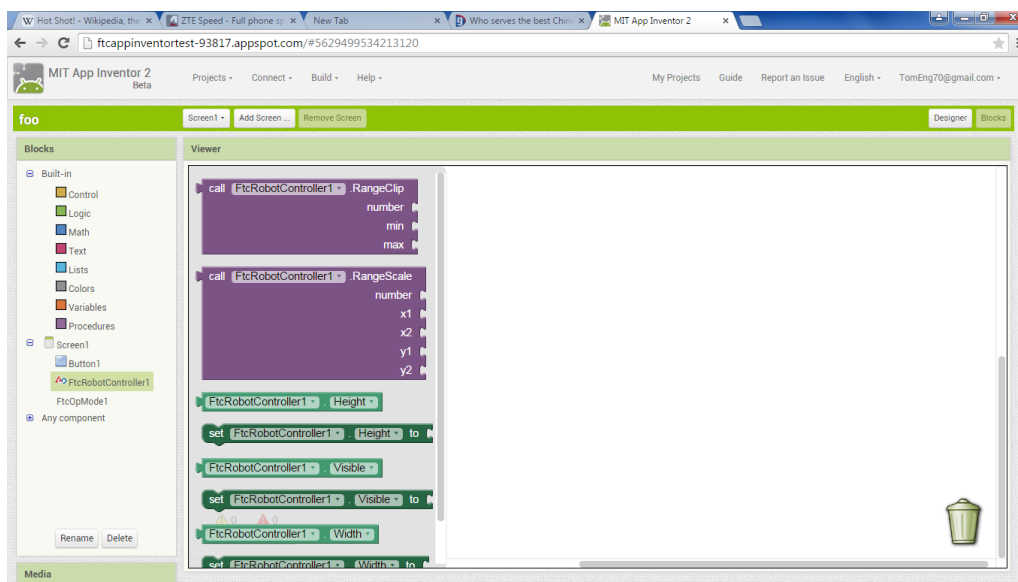 Hot Shot! - Wikipedia, the
ZTE Speed - Full phone sp
New Tab
Who serves the best Chin
MIT App Inventor 2
ftcappinventortest-93817.appspot.com/#5629499534213120
MIT App Inventor 2
Beta
Projects
Connect
Build
Help
My Projects
Guide
Report an Issue
English
TomEng70@gmail.com
foo
Screen1
Add Screen ...
Remove Screen
Designer
Blocks
Blocks
Viewer
Built-in
Control
Logic
Math
Text
Lists
Colors
Variables
Procedures
Screen1
Button1
FtcRobotController1
FtcOpMode1
Any component
Rename
Delete
Media
call FtcRobotController1 .RangeClip
number
min
max
call FtcRobotController1 .RangeScale
number
x1
x2
y1
y2
FtcRobotController1 . Height
set FtcRobotController1 . Height to
FtcRobotController1 . Visible
set FtcRobotController1 . Visible to
0 0
FtcRobotController1 . Width
set FtcRobotController1 . Width to